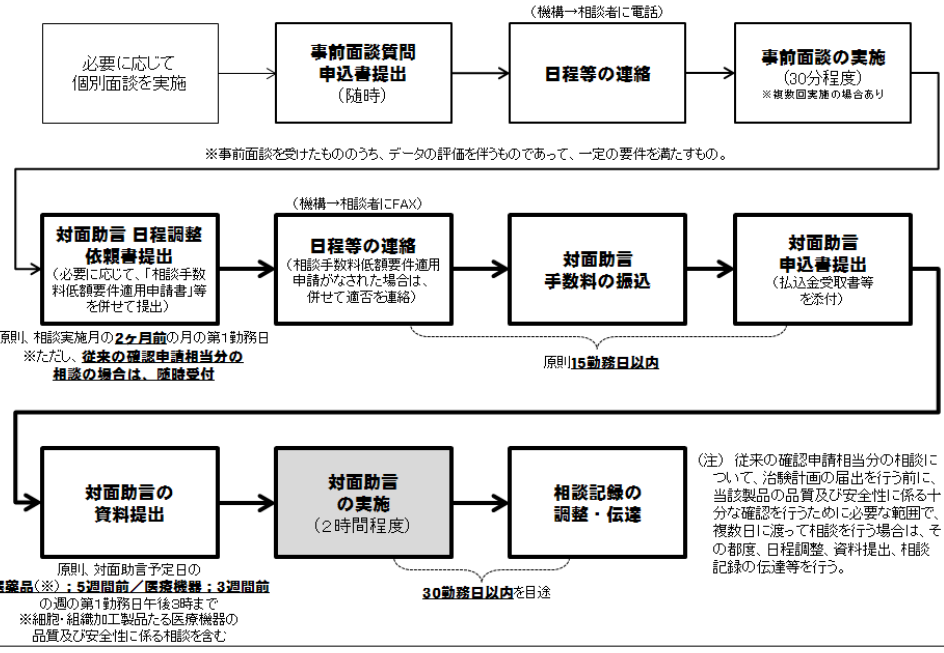 (機構→相談者に電話)
必要に応じて
個別面談を実施
事前面談質問
申込書提出
(随時)
日程等の連絡
事前面談の実施
(30分程度)
※複数回実施の場合あり
※事前面談を受けたもののうち、データの評価を伴うものであって、一定の要件を満たすもの。
対面助言 日程調整
依頼書提出
(必要に応じて、「相談手数
料低額要件適用申請書」等
を併せて提出)
原則、相談実施月の2ヶ月前の月の第1勤務日
※ただし、従来の確認申請相当分の
相談の場合は、随時受付
(機構→相談者にFAX)
日程等の連絡
(相談手数料低額要件適用
申請がなされた場合は、
併せて適否を連絡)
対面助言
手数料の振込
対面助言
申込書提出
(払込金受取書等
を添付)
原則15勤務日以内
対面助言の
資料提出
原則、対面助言予定日の
医薬品(※);5週間前/医療機器;3週間前
の週の第1勤務日午後3時まで
※細胞・組織加工製品たる医療機器の
品質及び安全性に係る相談を含む
対面助言
の実施
(2時間程度)
相談記録の
調整・伝達
30勤務日以内を目途
(注) 従来の確認申請相当分の相談に
ついて、治験計画の届出を行う前に、
当該製品の品質及び安全性に係る十
分な確認を行うために必要な範囲で、
複数日に渡って相談を行う場合は、そ
の都度、日程調整、資料提出、相談
記録の伝達等を行う。